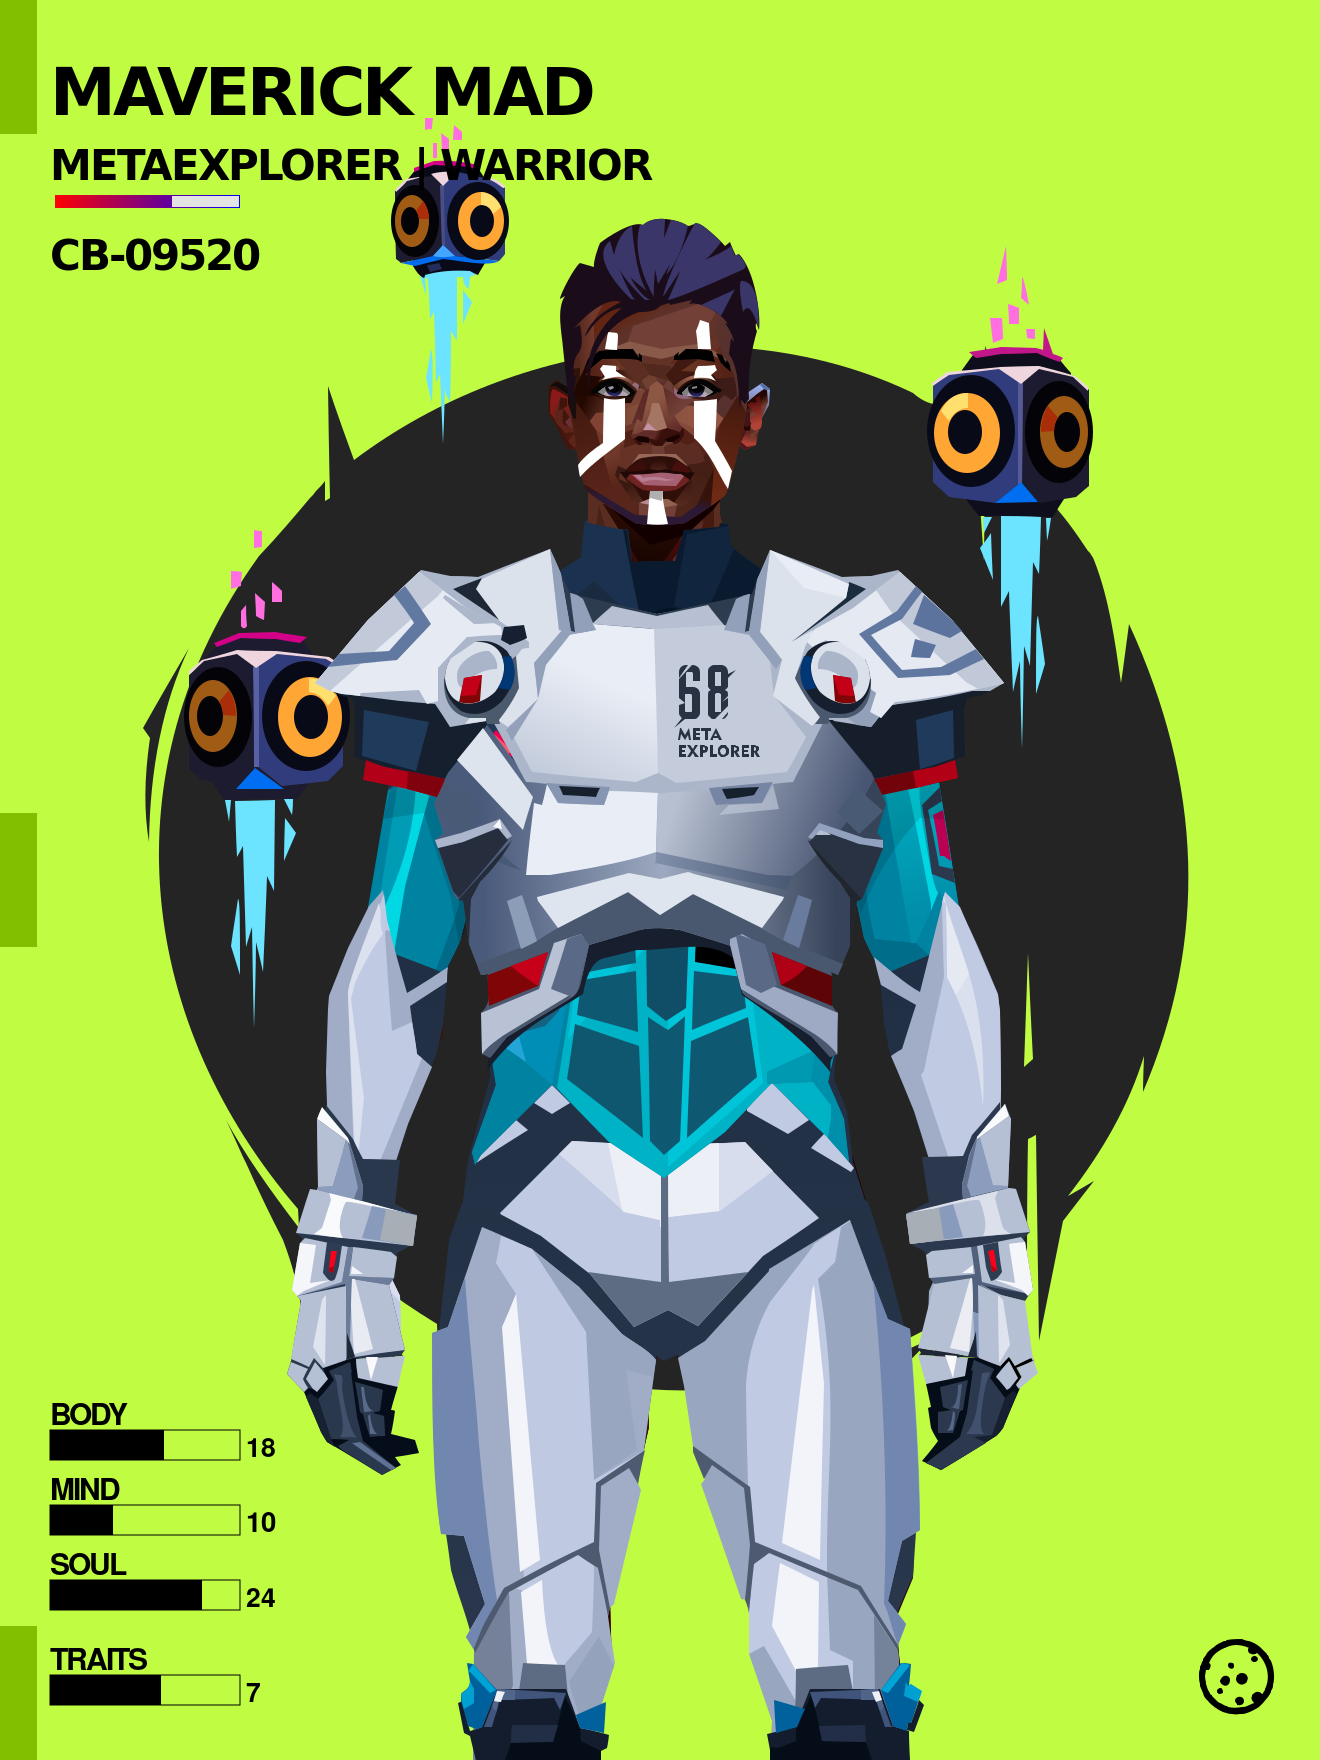 MAVERICK MAD
METAEXPLORER | WARRIOR
CB-09520
68
META
EXPLORER
BODY
18
MIND
10
SOUL
24
TRAITS
7